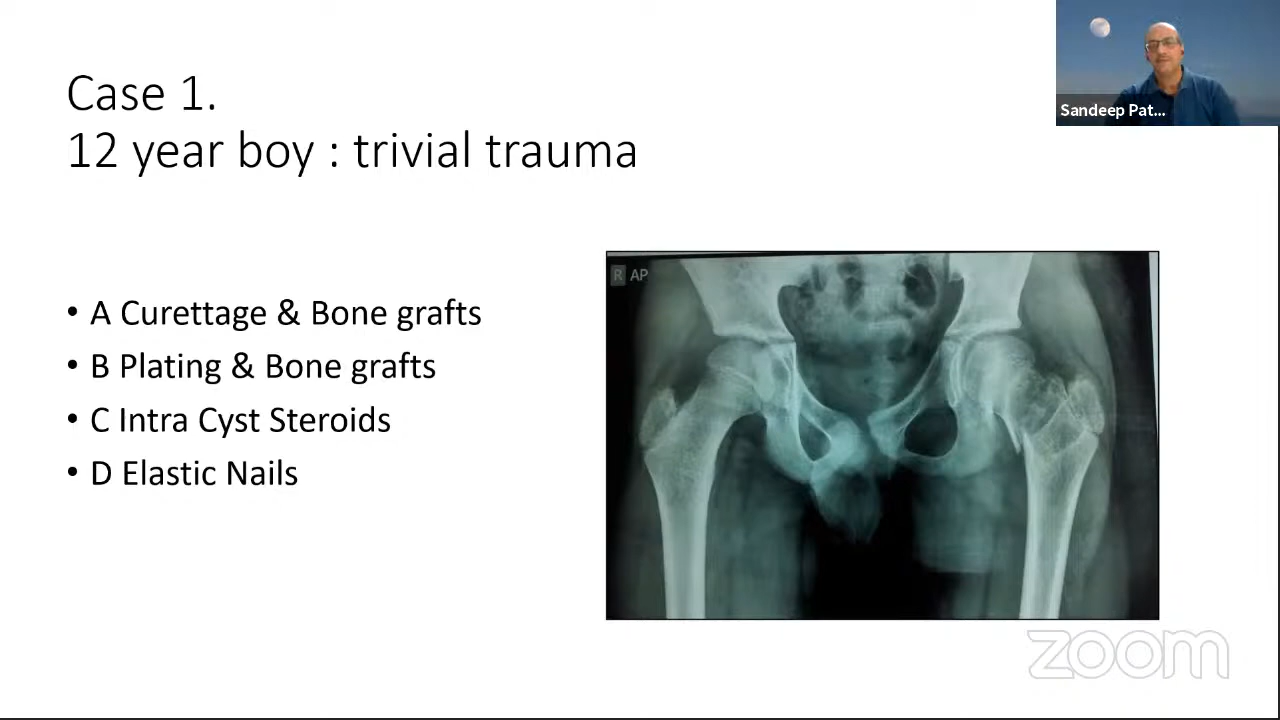 Case 1.
12 year boy : trivial trauma
Sandeep Pat...
• A Curettage & Bone grafts
• B Plating & Bone grafts
• C Intra Cyst Steroids
• D Elastic Nails
R AP
zoom